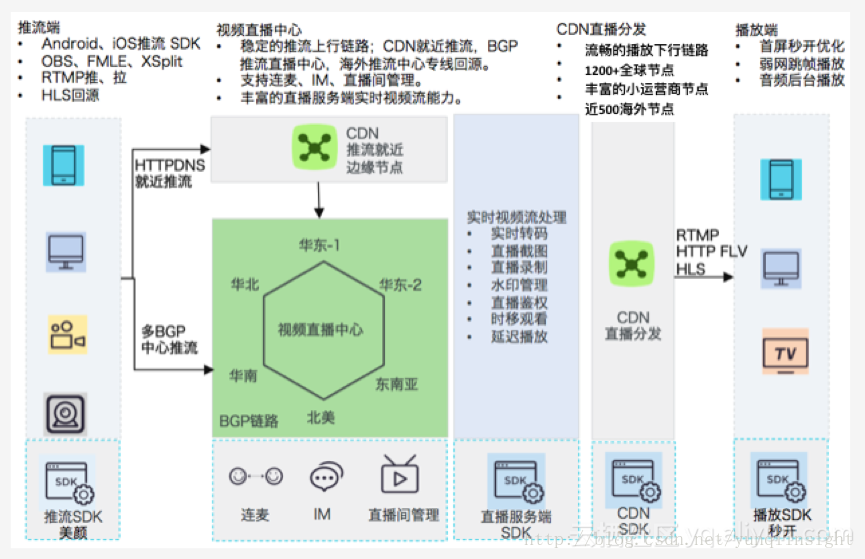 推流端
• Android、iOS推流 SDK
• OBS、FMLE、XSplit
• RTMP推、拉
• HLS回源
视频直播中心
• 稳定的推流上行链路；CDN就近推流，BGP
推流直播中心，海外推流中心专线回源。
• 支持连麦、IM、直播间管理。
• 丰富的直播服务端实时视频流能力。
CDN直播分发
• 流畅的播放下行链路
• 1200+全球节点
• 丰富的小运营商节点
• 近500海外节点
播放端
• 首屏秒开优化
• 弱网跳帧播放
• 音频后台播放
HTTPDNS
就近推流
多BGP
中心推流
CDN
推流就近
边缘节点
华东-1
华北
华东-2
视频直播中心
华南
东南亚
北美
BGP链路
实时视频流处理
• 实时转码
• 直播截图
• 直播录制
• 水印管理
• 直播鉴权
• 时移观看
• 延迟播放
CDN
直播分发
RTMP
HTTP FLV
HLS
TV
SDK
推流SDK
美颜
连麦
IM
直播间管理
SDK
直播服务端
SDK
SDK
CDN
SDK
SDK
播放SDK
秒开
http://blog.csdn.net/yunqiinsight